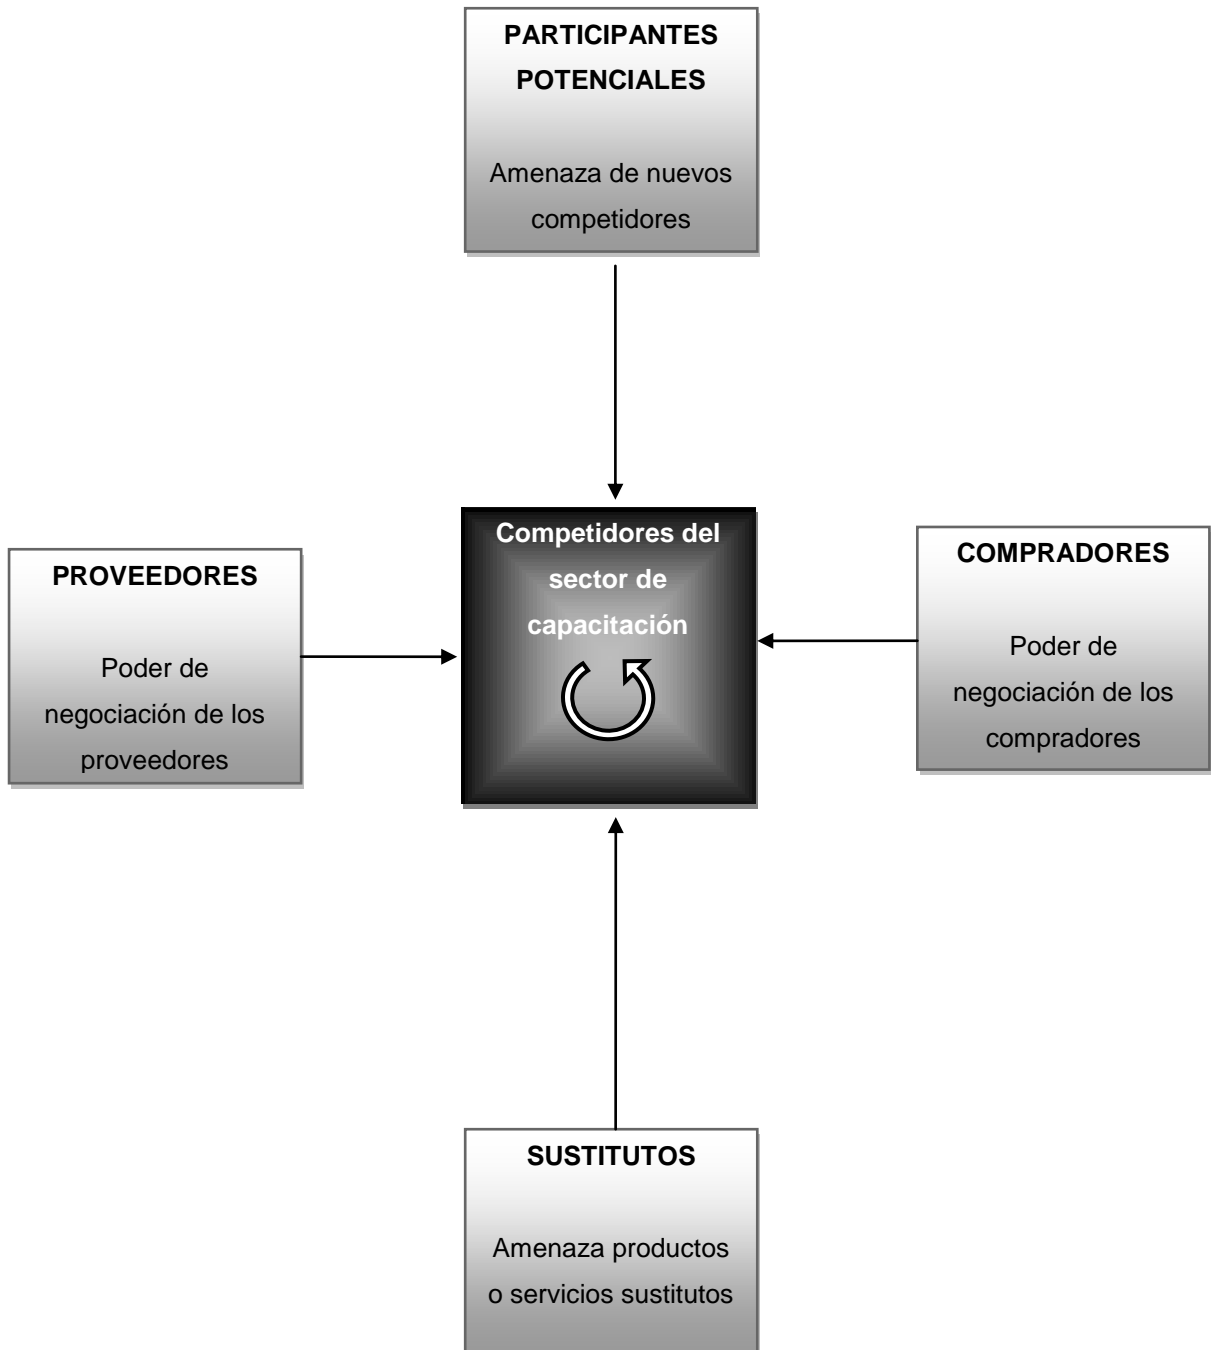 PARTICIPANTES
POTENCIALES
Amenaza de nuevos
competidores
Competidores del
sector de
capacitación
PROVEEDORES
Poder de
negociación de los
proveedores
COMPRADORES
Poder de
negociación de los
compradores
SUSTITUTOS
Amenaza productos
o servicios sustitutos